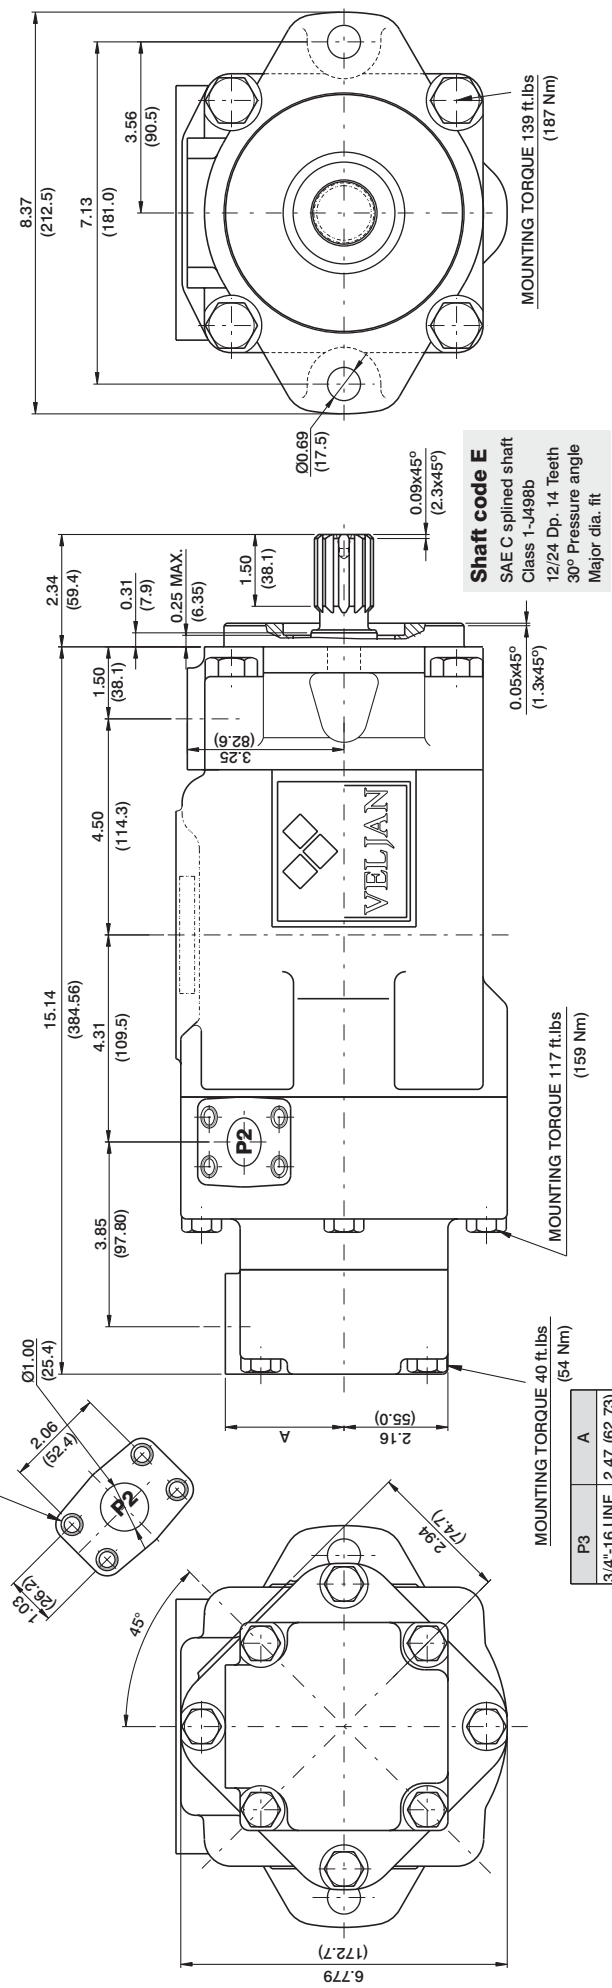 8.37
(212.5)
7.13
(181.0)
3.56
(90.5)
MOUNTING TORQUE 139 ft.lbs
(187 Nm)
Ø0.69
(17.5)
2.34
(59.4)
0.31
(7.9)
0.25 MAX.
(6.35)
1.50
(38.1)
0.09x45º
(2.3x45º)
Shaft code E
SAE C splined shaft
Class 1-J498b
12/24 Dp. 14 Teeth
30º Pressure angle
Major dia. fit
0.05x45º
(1.3x45º)
15.14
(384.56)
1.50
(38.1)
4.50
(114.3)
4.31
(109.5)
3.85
(97.80)
3.25
(82.6)
VELJAN
P2
MOUNTING TORQUE 117 ft.lbs
(159 Nm)
MOUNTING TORQUE 40 ft.lbs
(54 Nm)
A
2.16
(55.0)
Ø1.00
(25.4)
2.06
(52.4)
P2
1.03
(26.2)
45°
2.94
(74.7)
6.779
(172.7)
P3 A
3/4"-16 UNF 2.47 (62.73)